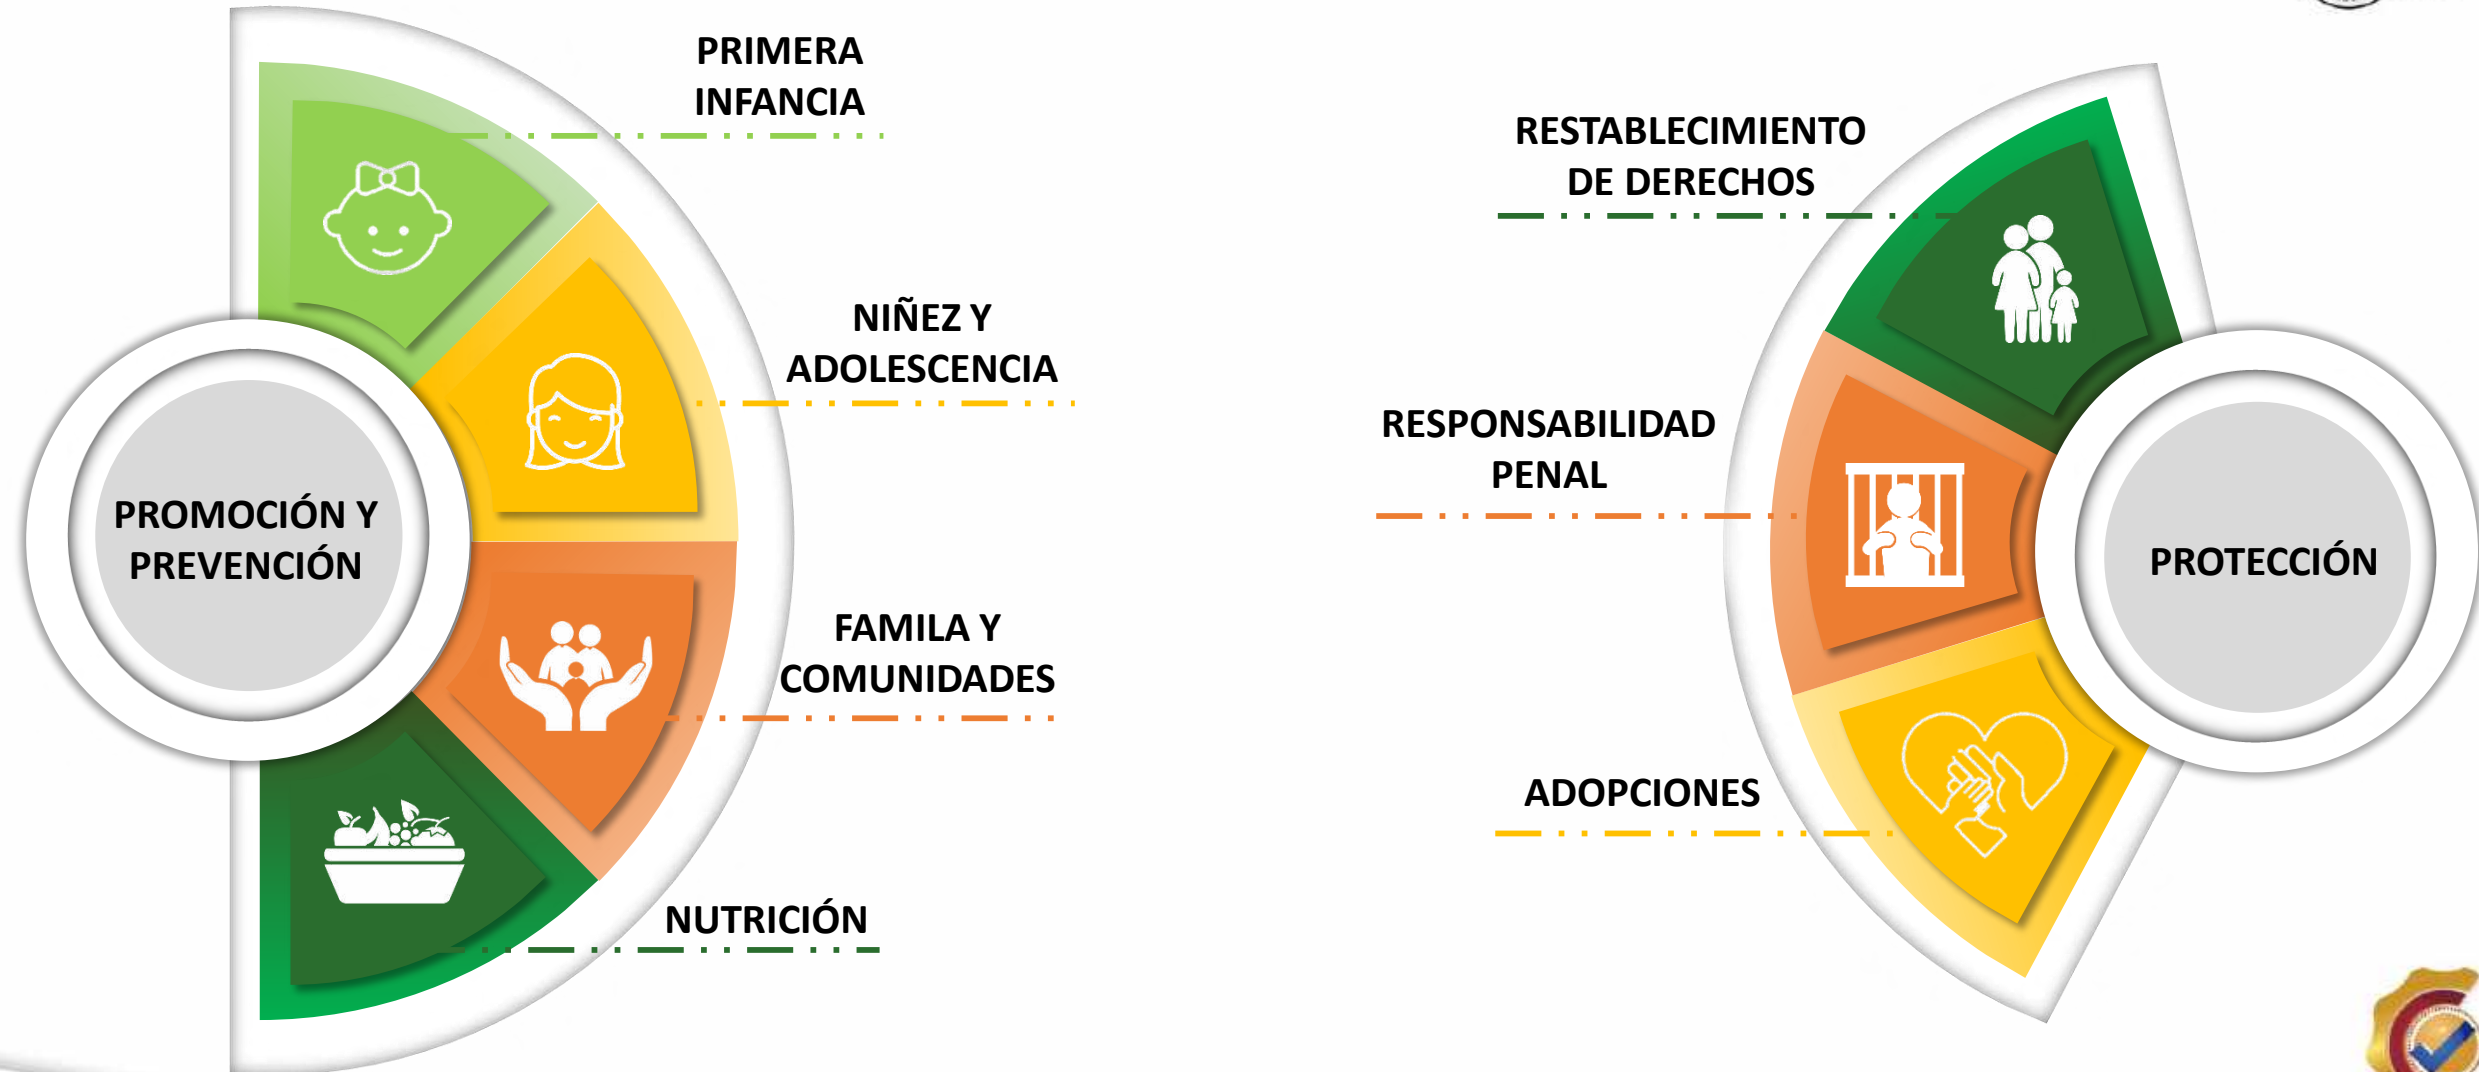 PROMOCIÓN Y
PREVENCIÓN
PRIMERA
INFANCIA
NIÑEZ Y
ADOLESCENCIA
FAMILA Y
COMUNIDADES
NUTRICIÓN
RESTABLECIMIENTO
DE DERECHOS
RESPONSABILIDAD
PENAL
ADOPCIONES
PROTECCIÓN